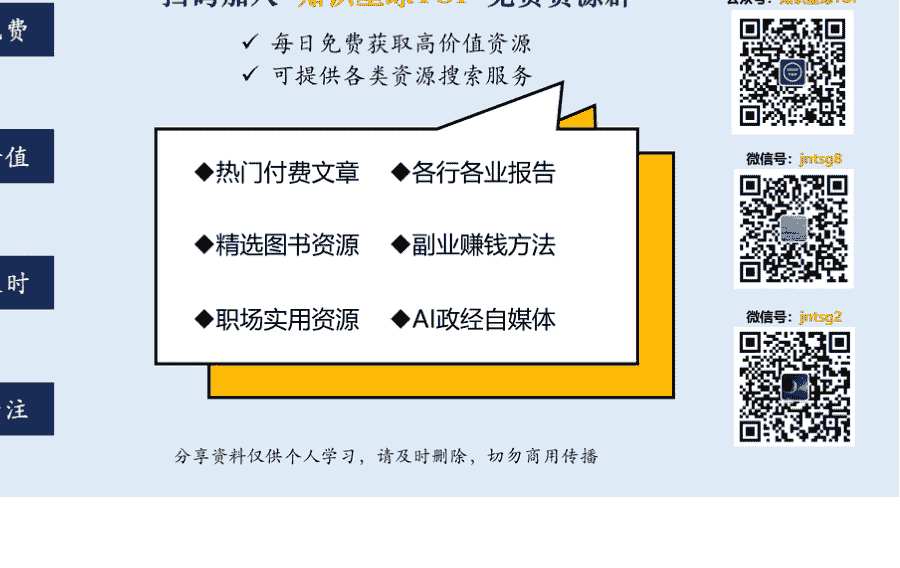 费
✓ 每日免费获取高价值资源
✓ 可提供各类资源搜索服务
值
◆热门付费文章 ◆各行各业报告
◆精选图书资源 ◆副业赚钱方法
时
◆职场实用资源 ◆AI政经自媒体
注
微信号：jntsg8
微信号：jntsg2
分享资料仅供个人学习，请及时删除，切勿商用传播